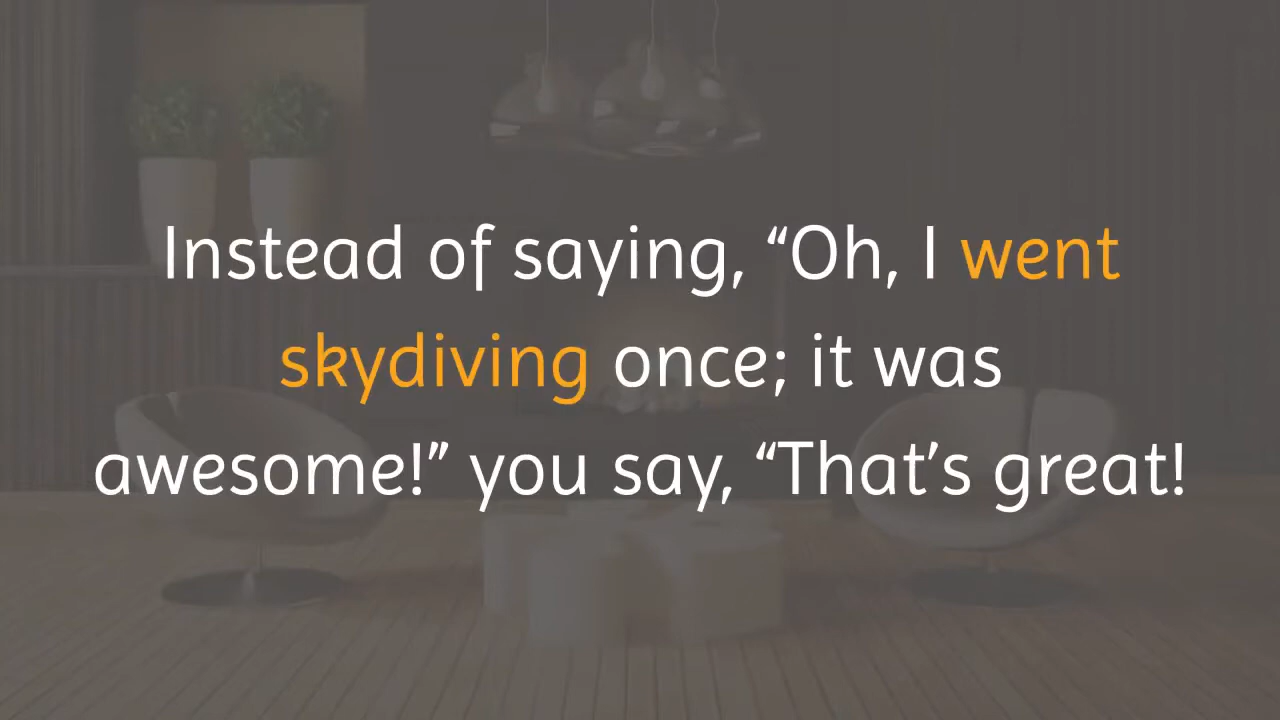 Instead of saying, “Oh, I went
skydiving once; it was
awesome!” you say, “That’s great!